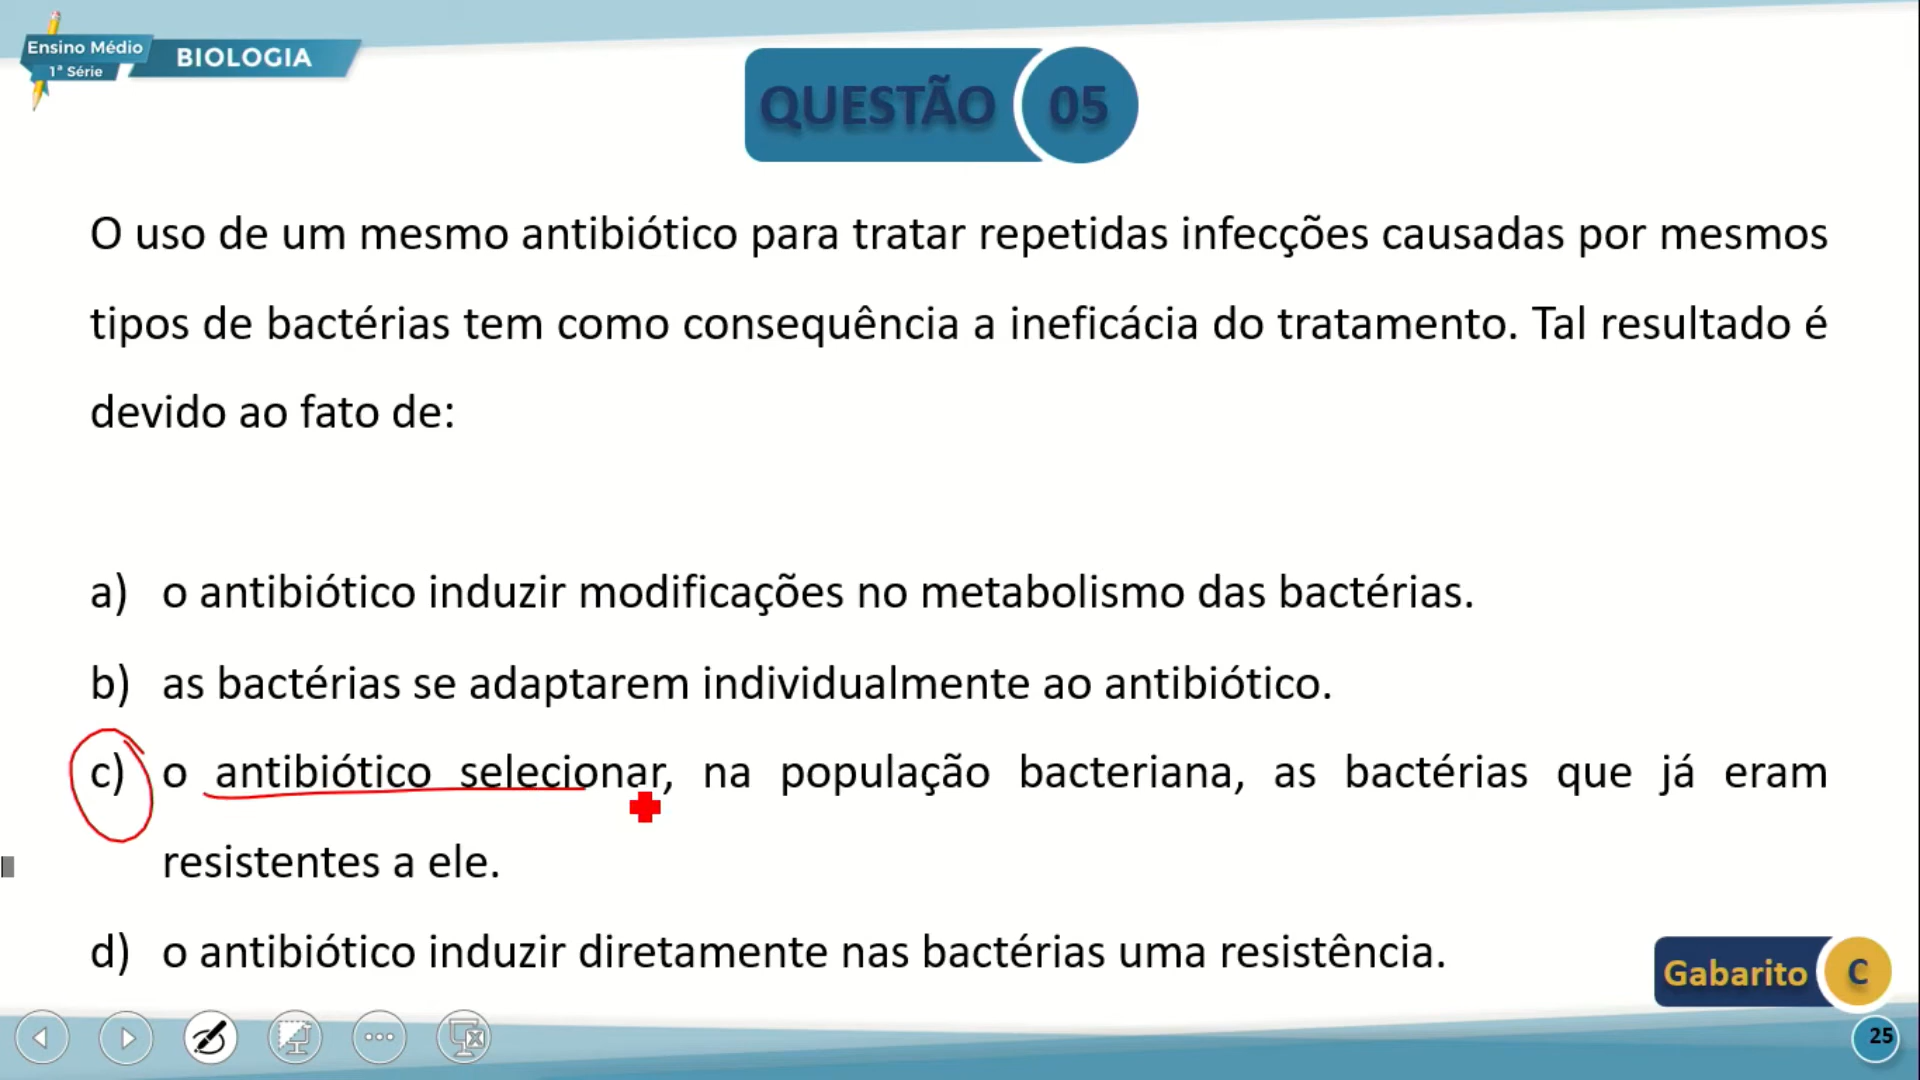 Ensino Médio
1ª Série
BIOLOGIA
QUESTÃO 05
O uso de um mesmo antibiótico para tratar repetidas infecções causadas por mesmos
tipos de bactérias tem como consequência a ineficácia do tratamento. Tal resultado é
devido ao fato de:
a) o antibiótico induzir modificações no metabolismo das bactérias.
b) as bactérias se adaptarem individualmente ao antibiótico.
c) o antibiótico selecionar, na população bacteriana, as bactérias que já eram
resistentes a ele.
d) o antibiótico induzir diretamente nas bactérias uma resistência.
Gabarito C
25